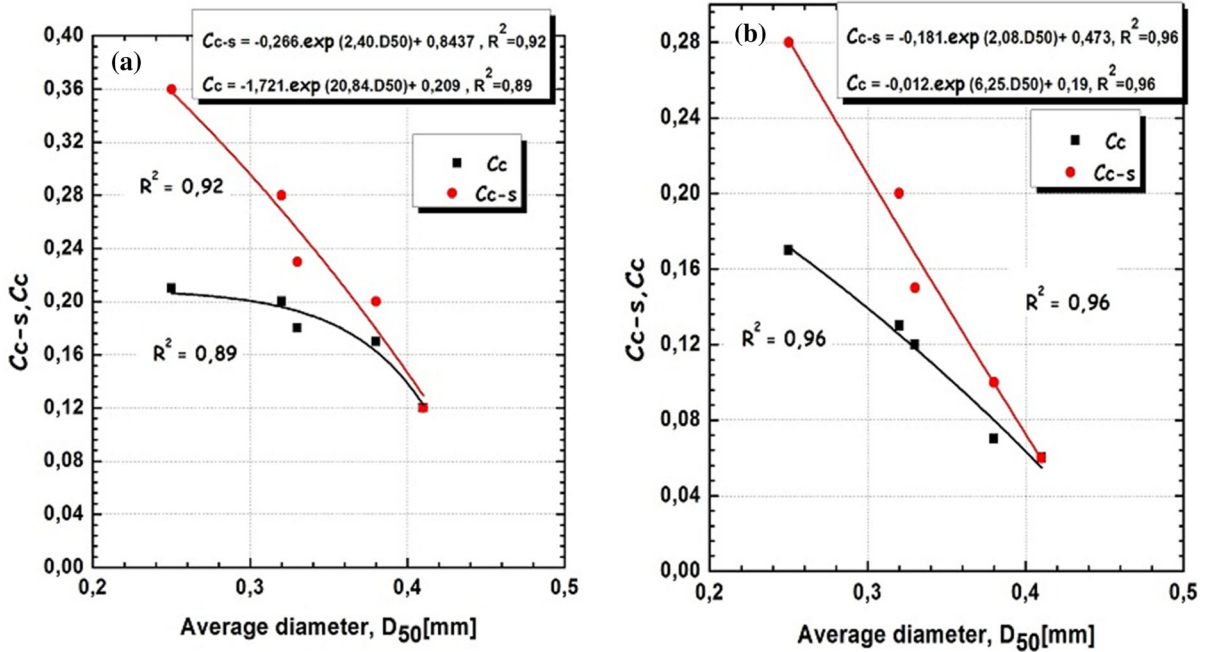 (a)
Cc-s = -0,266.exp (2,40.D50)+ 0,8437 , R²=0,92
Cc = -1,721.exp (20,84.D50)+ 0,209 , R²=0,89
Cc
Cc-s
R² = 0,92
R² = 0,89
0,40
0,36
0,32
0,28
0,24
0,20
0,16
0,12
0,08
0,04
0,00
Cc-s,Cc
0,2
0,3
0,4
0,5
Average diameter, D50[mm]
(b)
Cc-s = -0,181.exp (2,08.D50)+ 0,473, R²=0,96
Cc = -0,012.exp (6,25.D50)+ 0,19, R²=0,96
Cc
Cc-s
R² = 0,96
R² = 0,96
0,28
0,24
0,20
0,16
0,12
0,08
0,04
0,00
Cc-s,Cc
0,2
0,3
0,4
0,5
Average diameter, D50[mm]